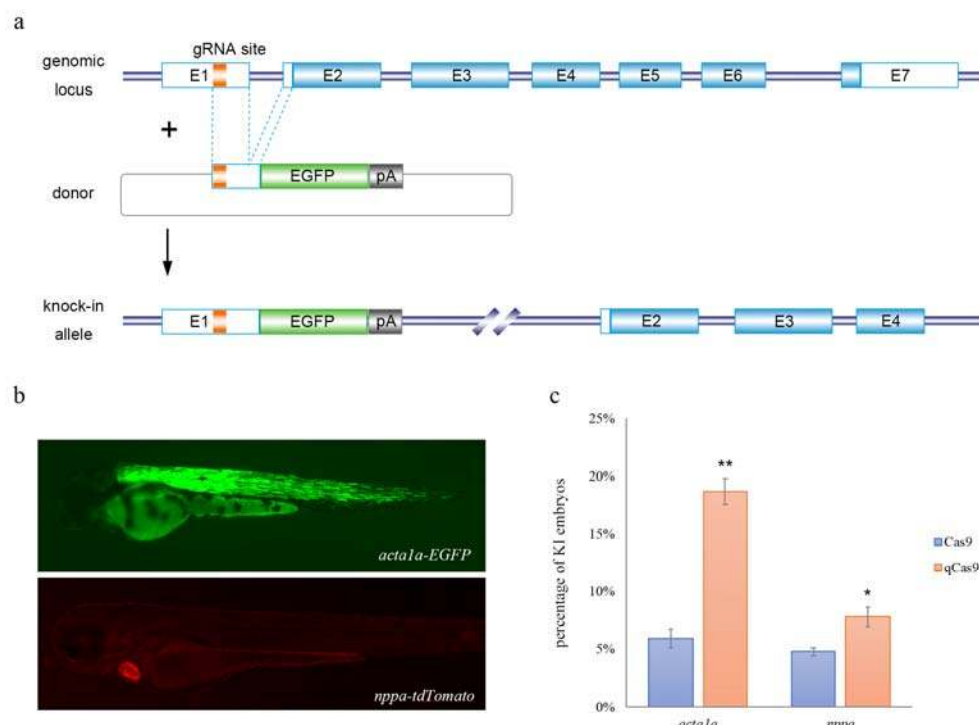 a
gRNA site
genomic locus
E1 E2 E3 E4 E5 E6 E7
+
EGFP pA
donor
knock-in allele
E1 EGFP pA E2 E3 E4
b
acta1a-EGFP
nppa-tdTomato
c
25%
20%
15%
10%
5%
0%
percentage of KI embryos
**
*
Cas9
qCas9
acta1a nppa